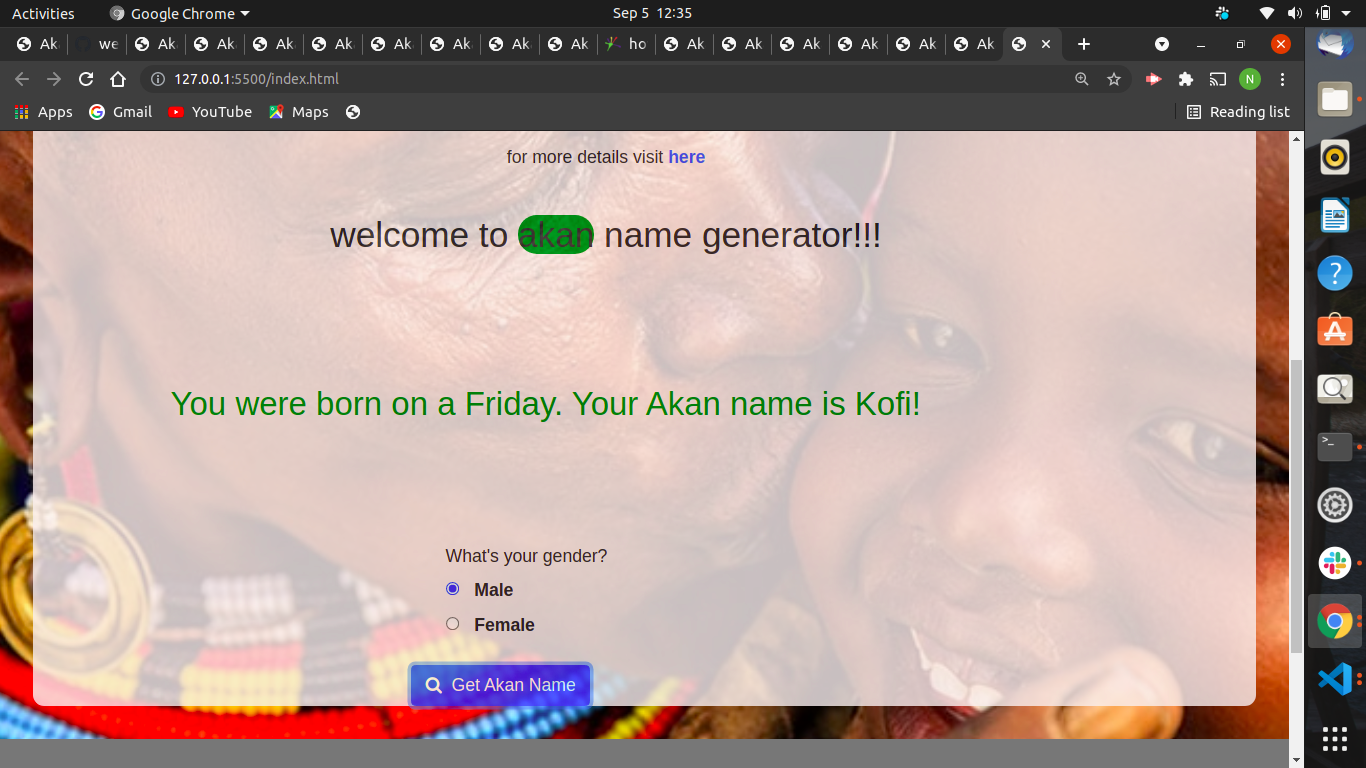 Activities Google Chrome Sep 5 12:35
Ak we Ak Ak Ak Ak Ak Ak Ak Ak ho Ak Ak Ak Ak Ak Ak
127.0.0.1:5500/index.html N
Apps Gmail YouTube Maps Reading list
for more details visit here
welcome to akan name generator!!!
You were born on a Friday. Your Akan name is Kofi!
What's your gender?
Male
Female
Get Akan Name